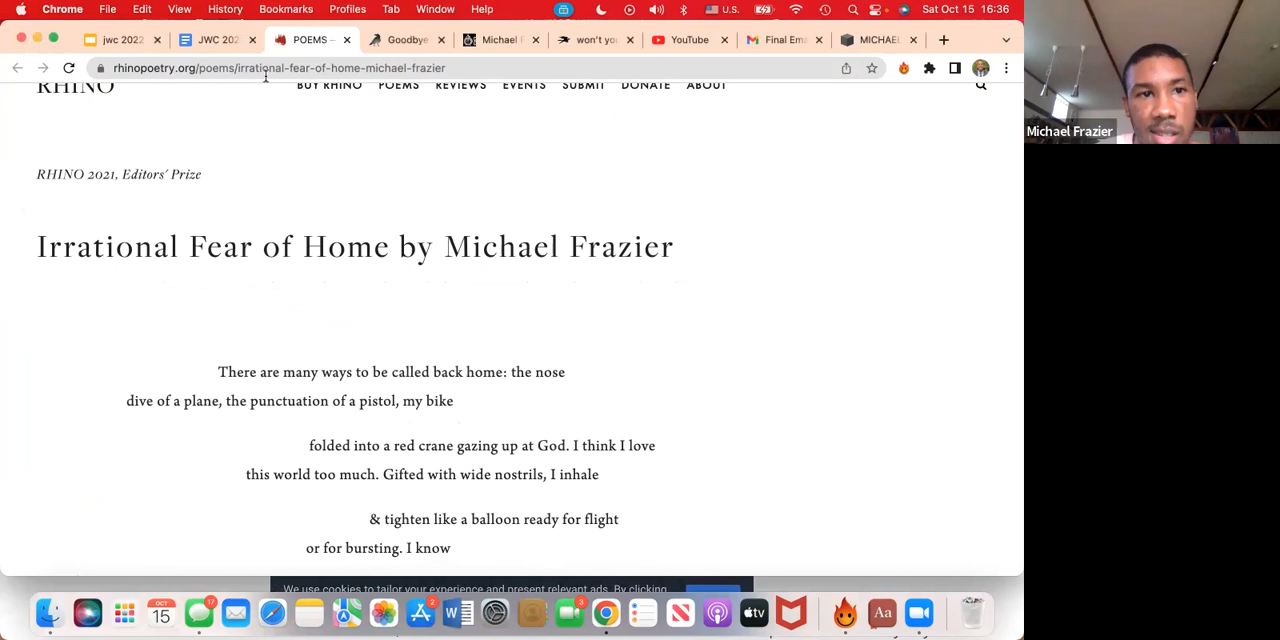 Chrome File Edit View History Bookmarks Profiles Tab Window Help U.S. Sat Oct 15 16:36
jwc 2022 JWC 202 POEMS – Goodbye Michael F won't yo YouTube Final Ema MICHAEL
rhinopoetry.org/poems/irrational-fear-of-home-michael-frazier
RHINO BUY RHINO POEMS REVIEWS EVENTS SUBMIT DONATE ABOUT
Michael Frazier
RHINO 2021, Editors' Prize
Irrational Fear of Home by Michael Frazier
There are many ways to be called back home: the nose
dive of a plane, the punctuation of a pistol, my bike
folded into a red crane gazing up at God. I think I love
this world too much. Gifted with wide nostrils, I inhale
& tighten like a balloon ready for flight
or for bursting. I know
We use cookies to tailor your experience and present relevant ads. By clicking
OCT
15
17
2
3
tv
Aa